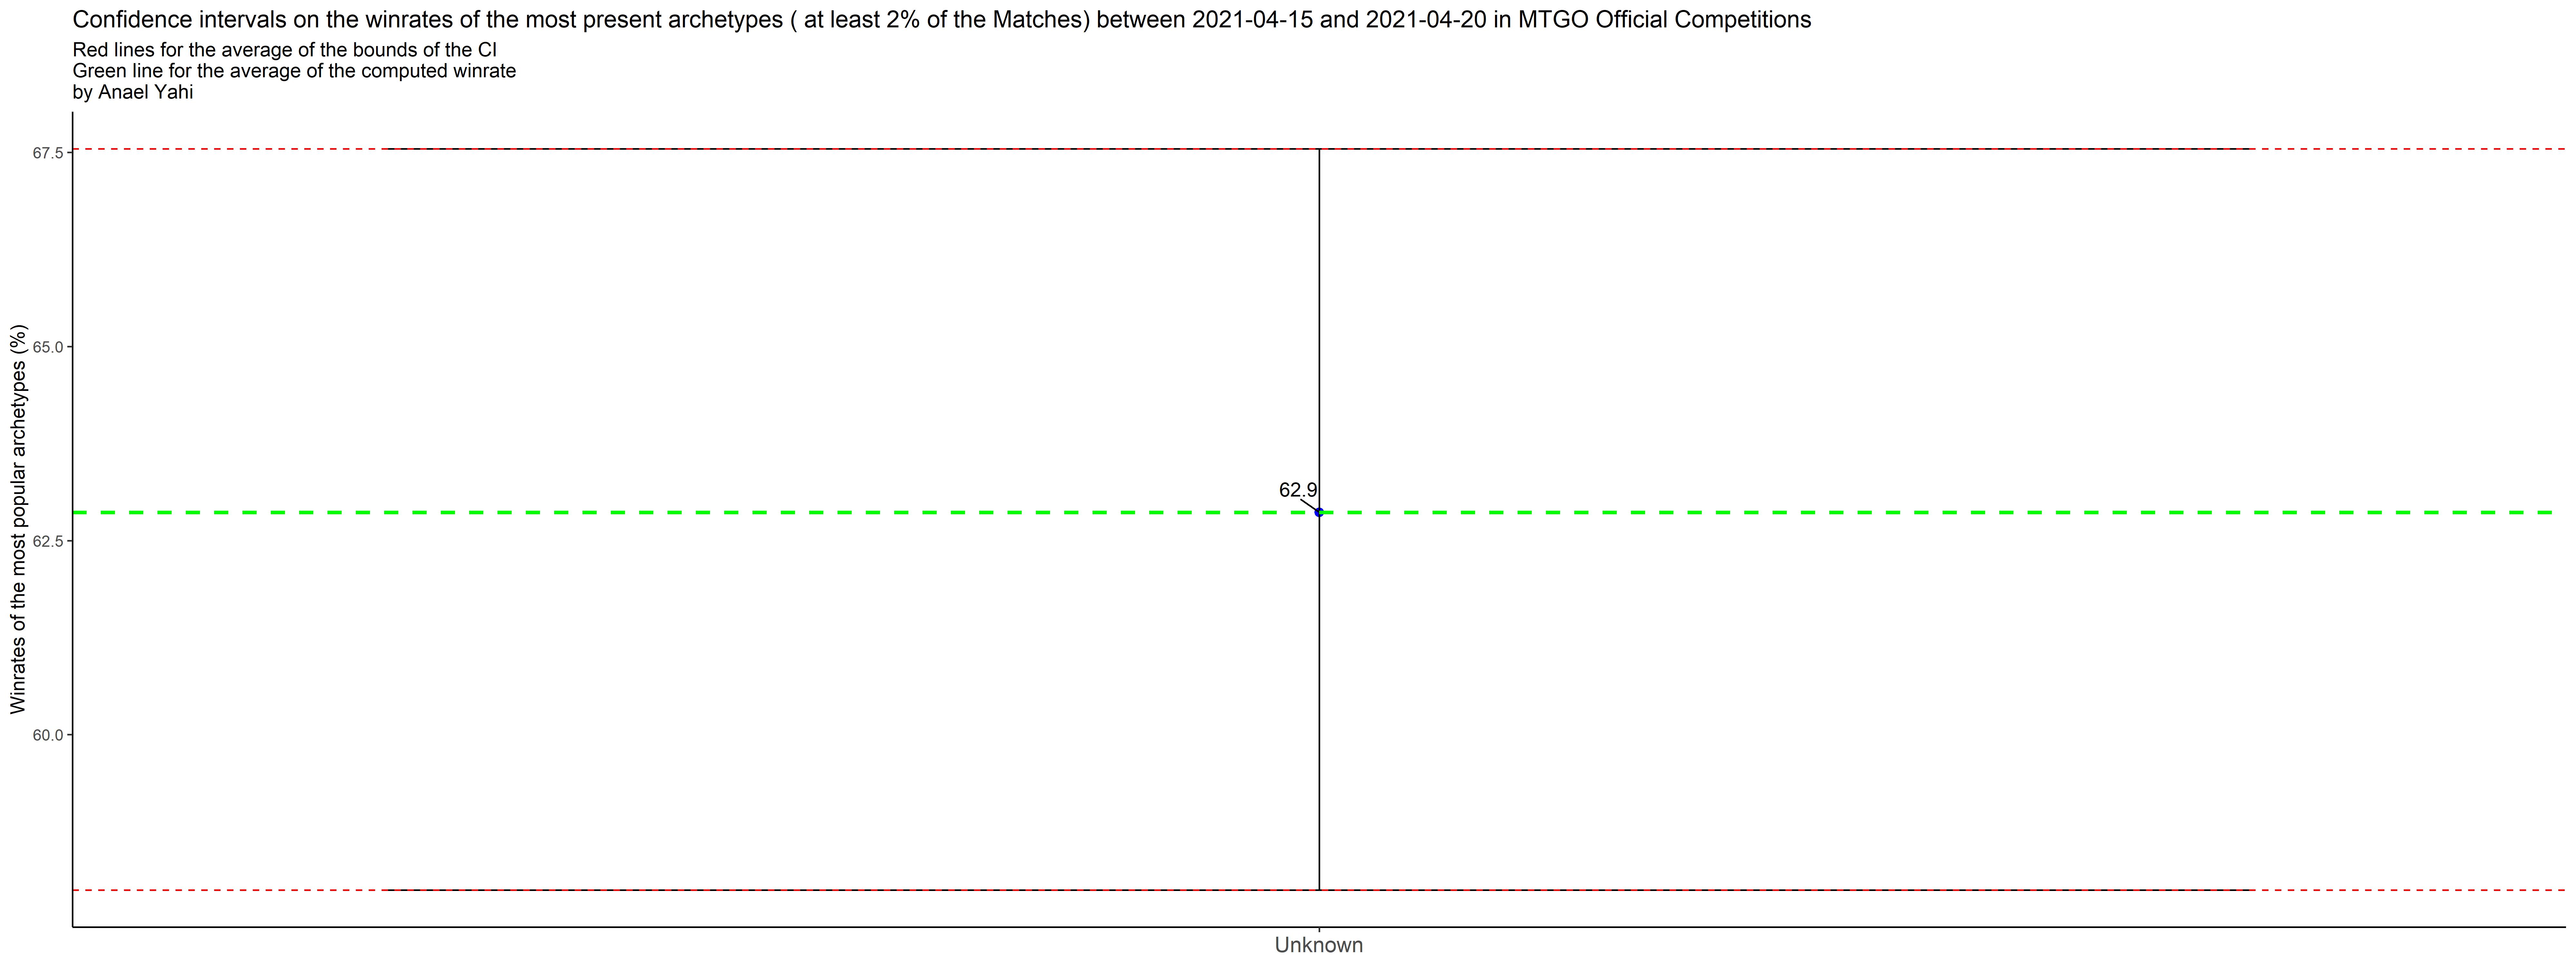 Confidence intervals on the winrates of the most present archetypes ( at least 2% of the Matches) between 2021-04-15 and 2021-04-20 in MTGO Official Competitions
Red lines for the average of the bounds of the CI
Green line for the average of the computed winrate
by Anael Yahi
Winrates of the most popular archetypes (%)
67.5
65.0
62.5
60.0
62.9
Unknown